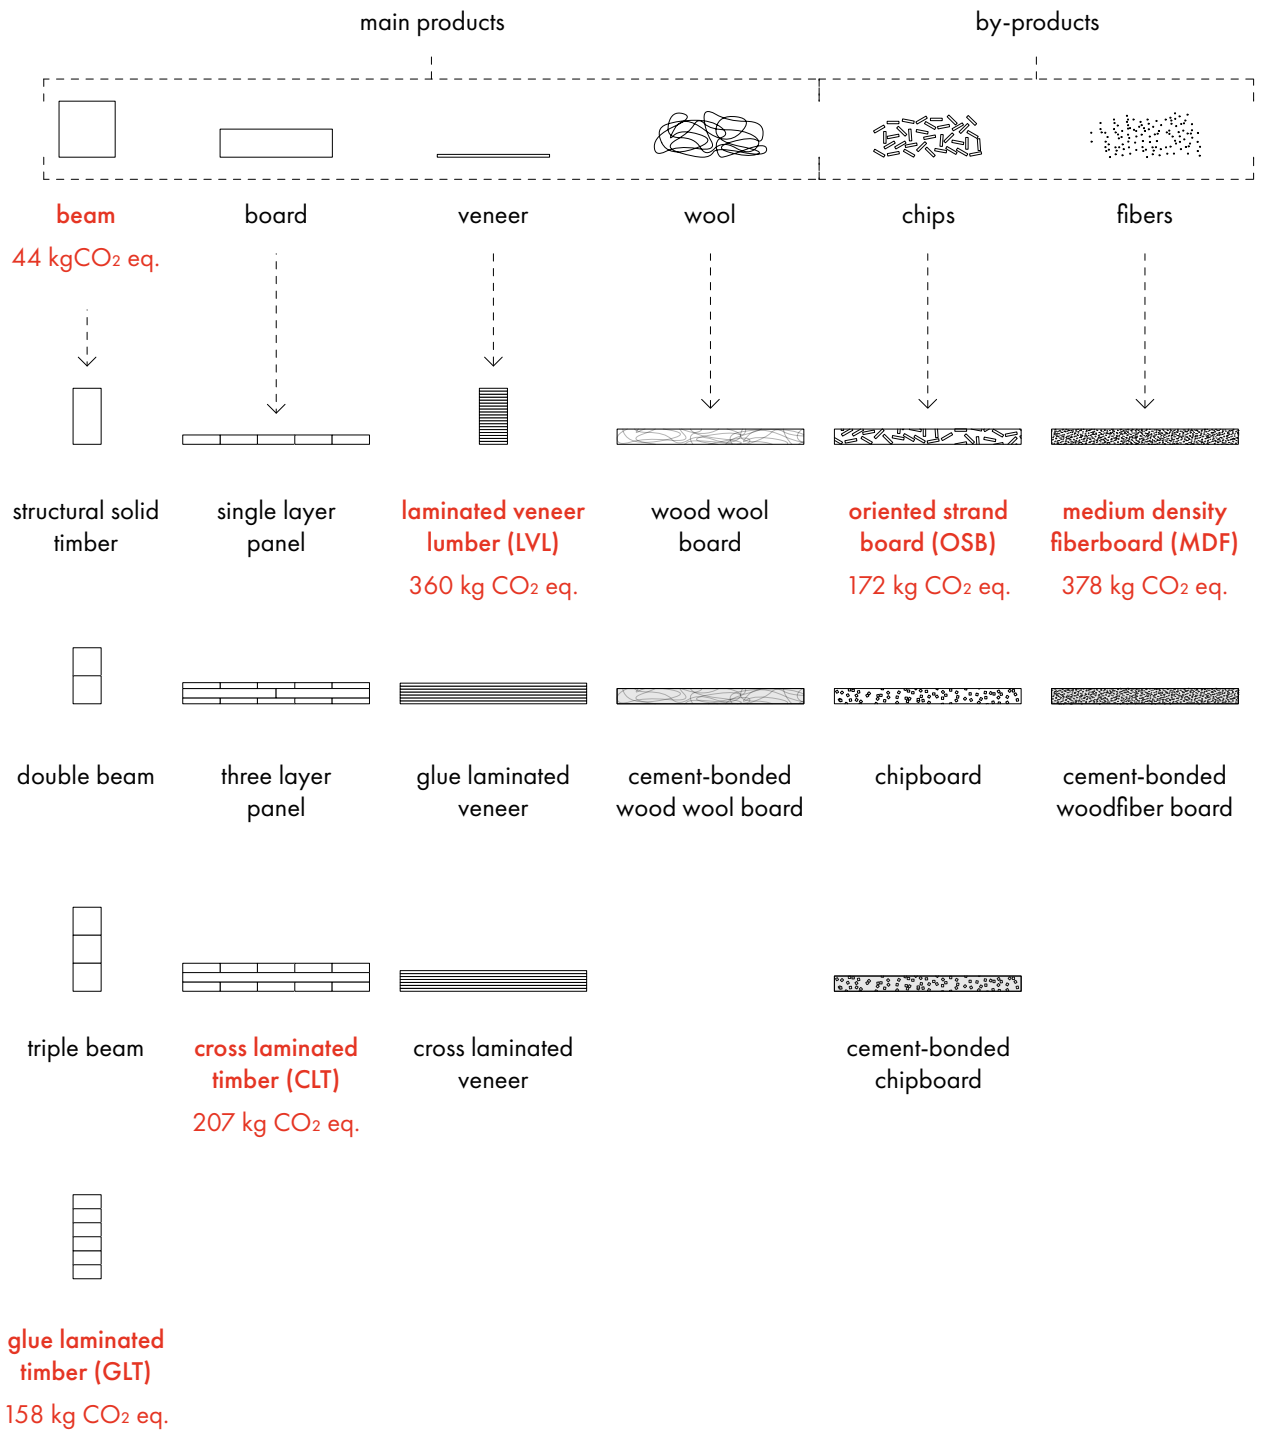 main products
by-products
beam
board
veneer
wool
chips
fibers
44 kgCO2 eq.
structural solid
timber
single layer
panel
laminated veneer
lumber (LVL)
360 kg CO2 eq.
wood wool
board
oriented strand
board (OSB)
172 kg CO2 eq.
medium density
fiberboard (MDF)
378 kg CO2 eq.
double beam
three layer
panel
glue laminated
veneer
cement-bonded
wood wool board
chipboard
cement-bonded
woodfiber board
triple beam
cross laminated
timber (CLT)
207 kg CO2 eq.
cross laminated
veneer
cement-bonded
chipboard
glue laminated
timber (GLT)
158 kg CO2 eq.